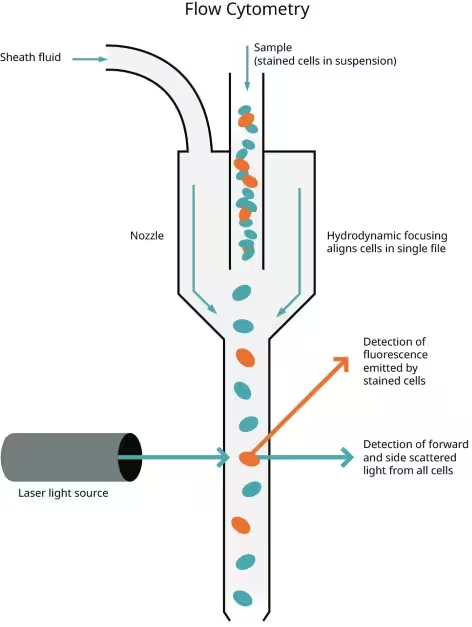 Flow Cytometry
Sheath fluid
Sample
(stained cells in suspension)
Nozzle
Hydrodynamic focusing
aligns cells in single file
Detection of
fluorescence
emitted by
stained cells
Detection of forward
and side scattered
light from all cells
Laser light source